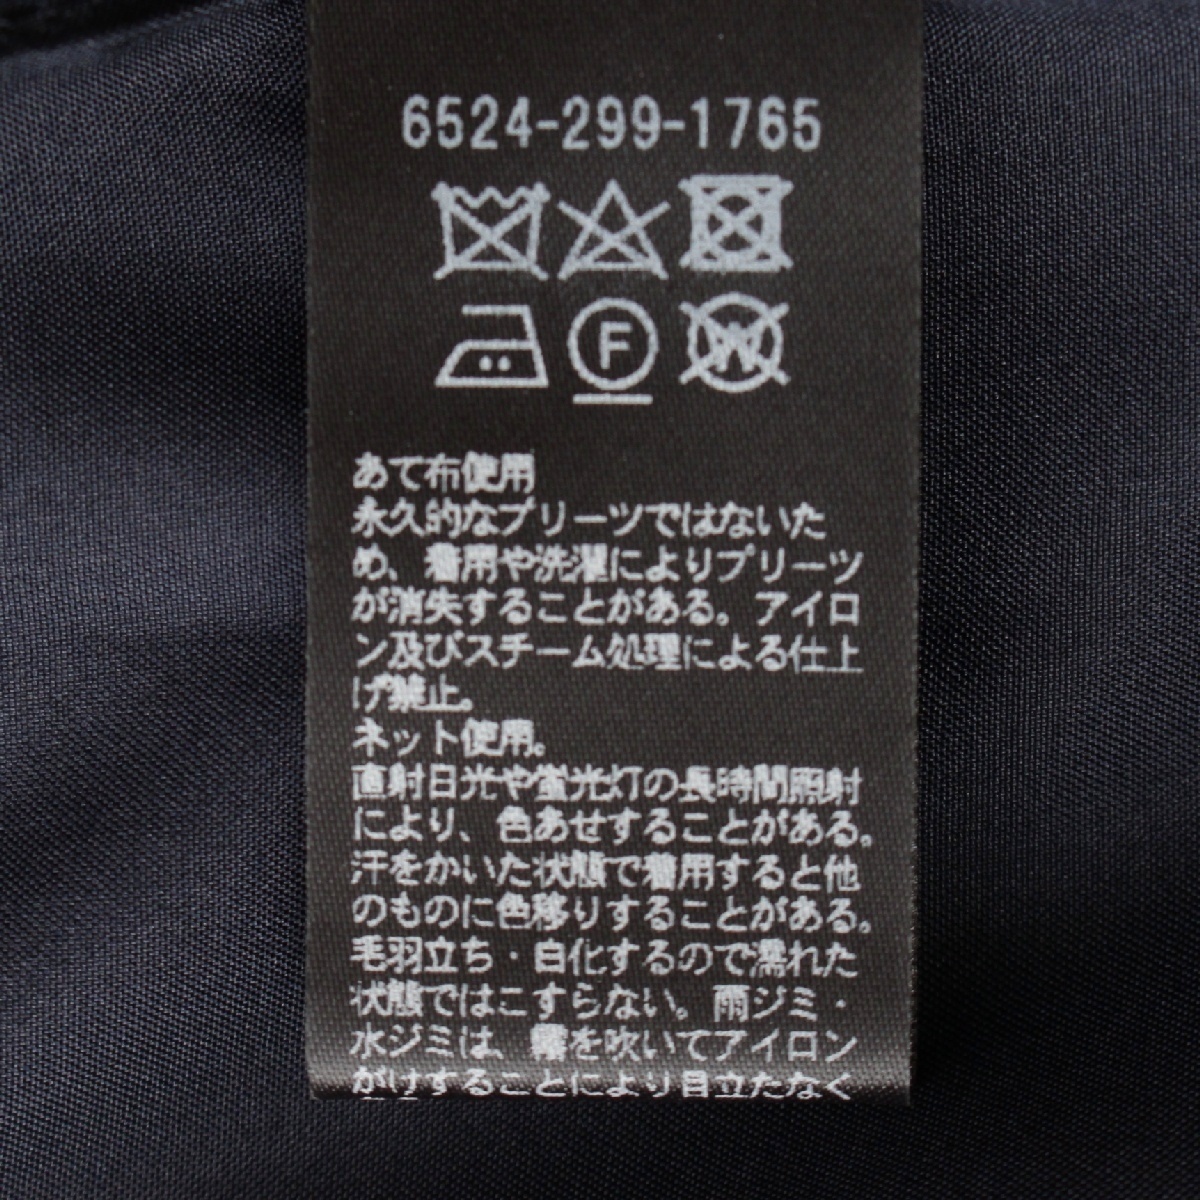 6524-299-1765
F W
あて布使用
永久的なプリーツではないた
め、着用や洗濯によりプリーツ
が消失することがある。アイロ
ン及びスチーム処理による仕上
げ禁止。
ネット使用。
直射日光や蛍光灯の長時間照射
により、色あせすることがある。
汗をかいた状態で着用すると他
のものに色移りすることがある。
毛羽立ち・白化するので濡れた
状態ではこすらない。雨ジミ・
水ジミは、霧を吹いてアイロン
がけすることにより目立たなく